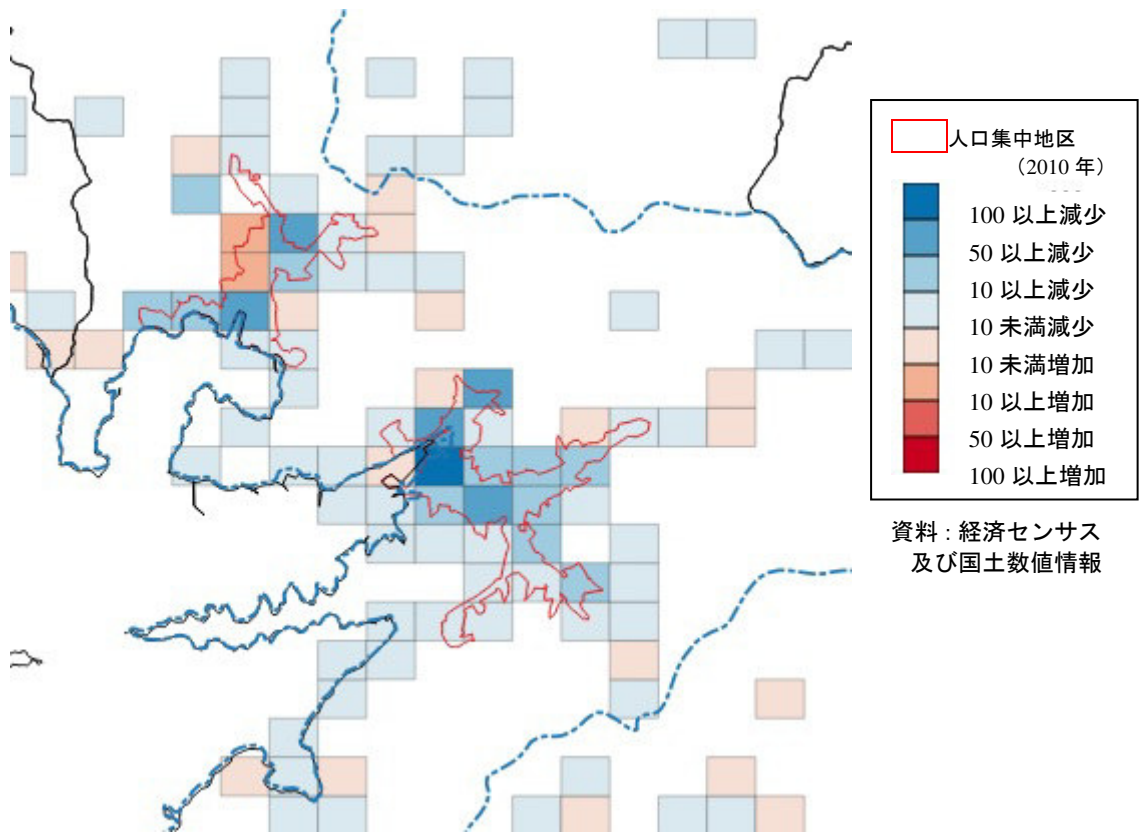 人口集中地区
(2010 年)
100 以上減少
50 以上減少
10 以上減少
10 未満減少
10 未満増加
10 以上増加
50 以上増加
100 以上増加
資料 : 経済センサス
及び国土数値情報